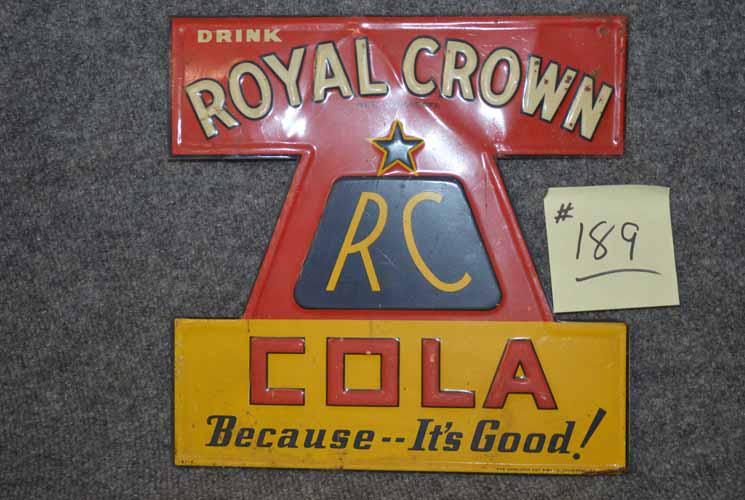 DRINK
ROYAL CROWN
RC
COLA
Because--It's Good!
#189